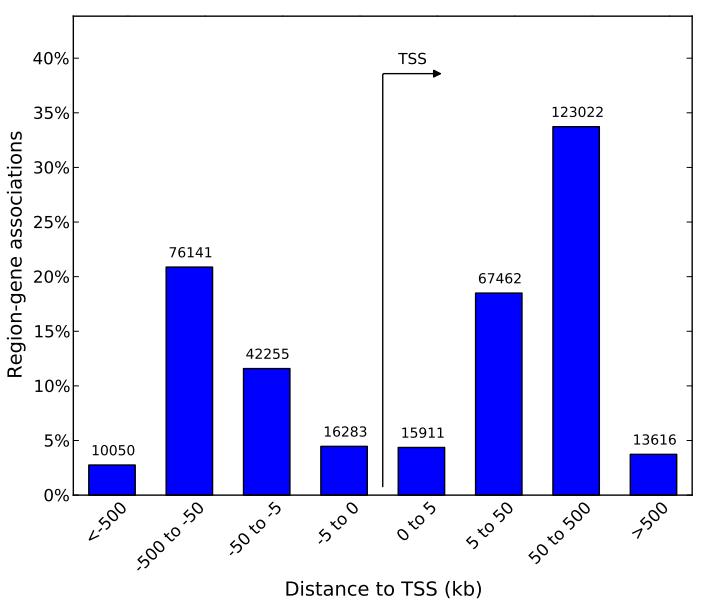 TSS
40%
35%
30%
25%
20%
15%
10%
5%
0%
Region-gene associations
10050
76141
42255
16283
15911
67462
123022
13616
<-500
-500 to -50
-50 to -5
-5 to 0
0 to 5
5 to 50
50 to 500
>500
Distance to TSS (kb)